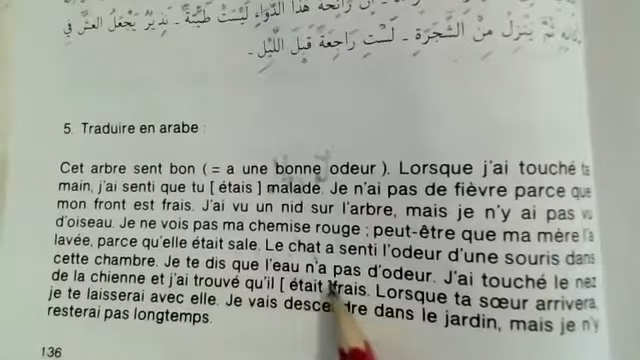 مَكَانِهِ ثُمَّ يَنْزِلُ مِنْ الشَّجَرَةِ ـ لَسْتِ رَاجِعَةً قَبْلَ اللَّيْلِ ـ
رَائِحَةَ هَذَا الدَّوَاءِ لَيْسَتْ طَيِّبَةً ـ نَذِيرٌ يَجْعَلُ العُشَّ فِي
5. Traduire en arabe :
Cet arbre sent bon ( = a une bonne odeur ). Lorsque j'ai touché ta
main, j'ai senti que tu [ étais ] malade. Je n'ai pas de fièvre parce que
mon front est frais. J'ai vu un nid sur l'arbre, mais je n'y ai pas vu
d'oiseau. Je ne vois pas ma chemise rouge ; peut-être que ma mère l'a
lavée, parce qu'elle était sale. Le chat a senti l'odeur d'une souris dans
cette chambre. Je te dis que l'eau n'a pas d'odeur. J'ai touché le nez
de la chienne et j'ai trouvé qu'il [ était frais. Lorsque ta sœur arrivera,
je te laisserai avec elle. Je vais descendre dans le jardin, mais je n'y
resterai pas longtemps.
136